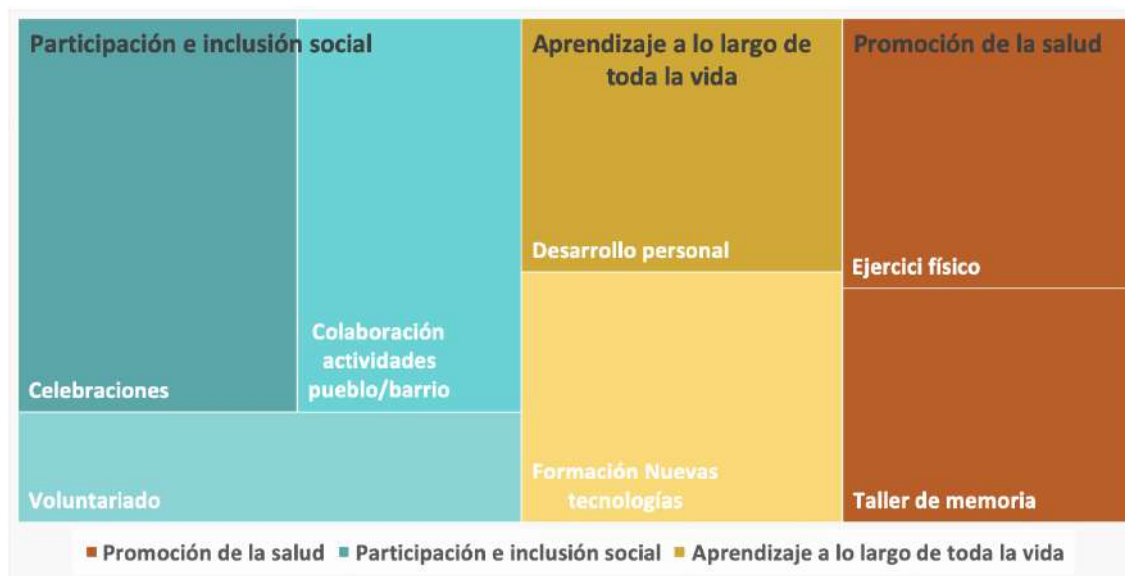 Participación e inclusión social
Aprendizaje a lo largo de
toda la vida
Promoción de la salud
Desarrollo personal
Ejercici físico
Colaboración
actividades
pueblo/barrio
Celebraciones
Formación Nuevas
tecnologías
Voluntariado
Taller de memoria
Promoción de la salud Participación e inclusión social Aprendizaje a lo largo de toda la vida